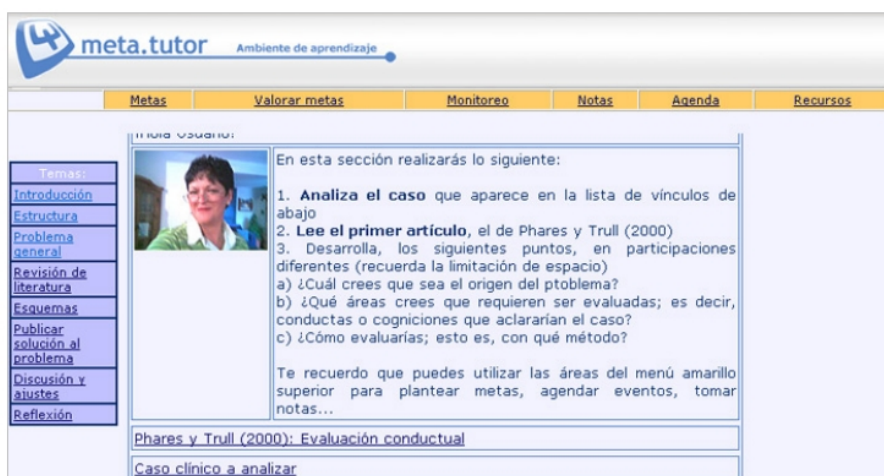 meta.tutor Ambiente de aprendizaje
Metas Valorar metas Monitoreo Notas Agenda Recursos
¡Hola Usuario!
Temas:
Introducción
Estructura
Problema
general
Revisión de
literatura
Esquemas
Publicar
solución al
problema
Discusión y
ajustes
Reflexión
En esta sección realizarás lo siguiente:
1. Analiza el caso que aparece en la lista de vínculos de
abajo
2. Lee el primer artículo, el de Phares y Trull (2000)
3. Desarrolla, los siguientes puntos, en participaciones
diferentes (recuerda la limitación de espacio)
a) ¿Cuál crees que sea el origen del ptoblema?
b) ¿Qué áreas crees que requieren ser evaluadas; es decir,
conductas o cogniciones que aclararían el caso?
c) ¿Cómo evaluarías; esto es, con qué método?
Te recuerdo que puedes utilizar las áreas del menú amarillo
superior para plantear metas, agendar eventos, tomar
notas...
Phares y Trull (2000): Evaluación conductual
Caso clínico a analizar